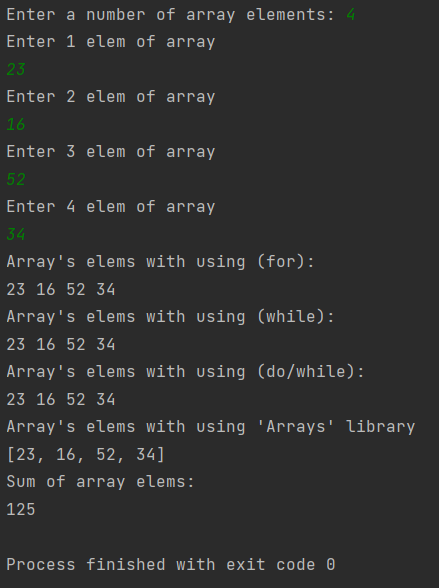 Enter a number of array elements: 4
Enter 1 elem of array
23
Enter 2 elem of array
16
Enter 3 elem of array
52
Enter 4 elem of array
34
Array's elems with using (for):
23 16 52 34
Array's elems with using (while):
23 16 52 34
Array's elems with using (do/while):
23 16 52 34
Array's elems with using 'Arrays' library
[23, 16, 52, 34]
Sum of array elems:
125
Process finished with exit code 0